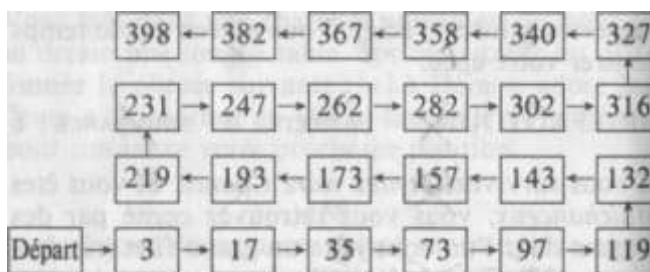 398 ← 382 ← 367 ← 358 ← 340 ← 327
231 → 247 → 262 → 282 → 302 → 316
219 ← 193 ← 173 ← 157 ← 143 ← 132
Départ → 3 → 17 → 35 → 73 → 97 → 119